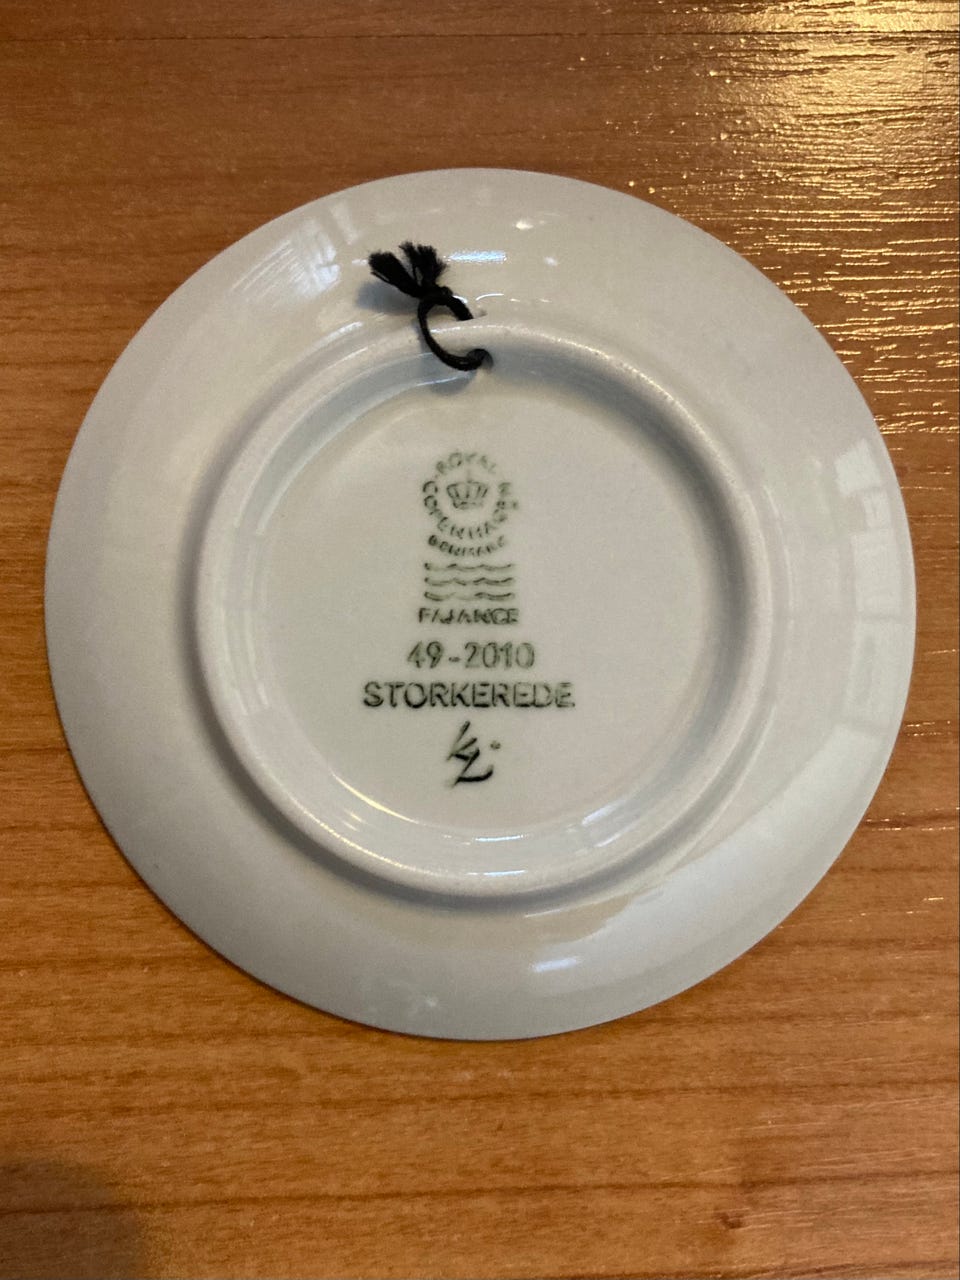 ROYAL
COPENHAGEN
DENMARK
FAJANCE
49-2010
STORKEREDE